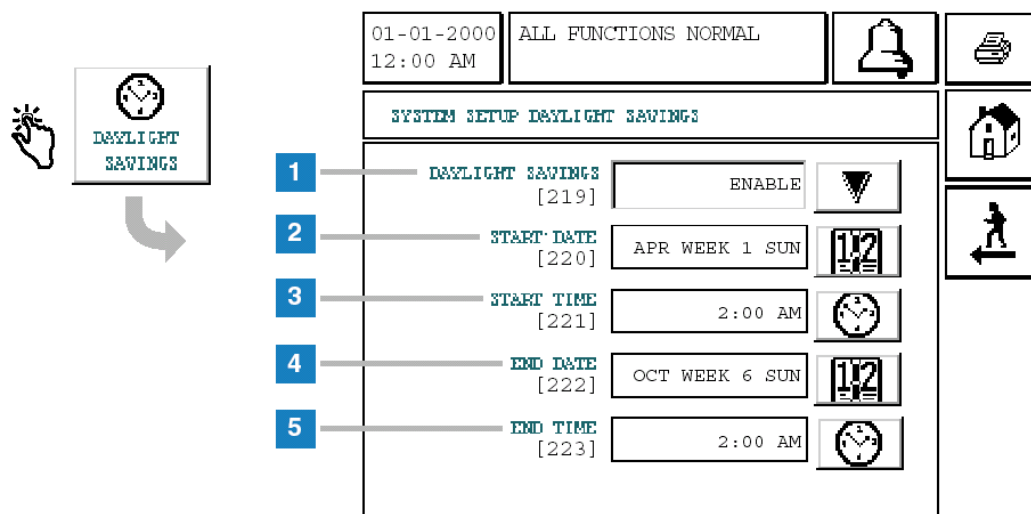 01-01-2000
12:00 AM
ALL FUNCTIONS NORMAL
DAYLIGHT
SAVINGS
SYSTEM SETUP DAYLIGHT SAVINGS
1
DAYLIGHT SAVINGS
[219]
ENABLE
2
START DATE
[220]
APR WEEK 1 SUN
12
3
START TIME
[221]
2:00 AM
4
END DATE
[222]
OCT WEEK 6 SUN
12
5
END TIME
[223]
2:00 AM